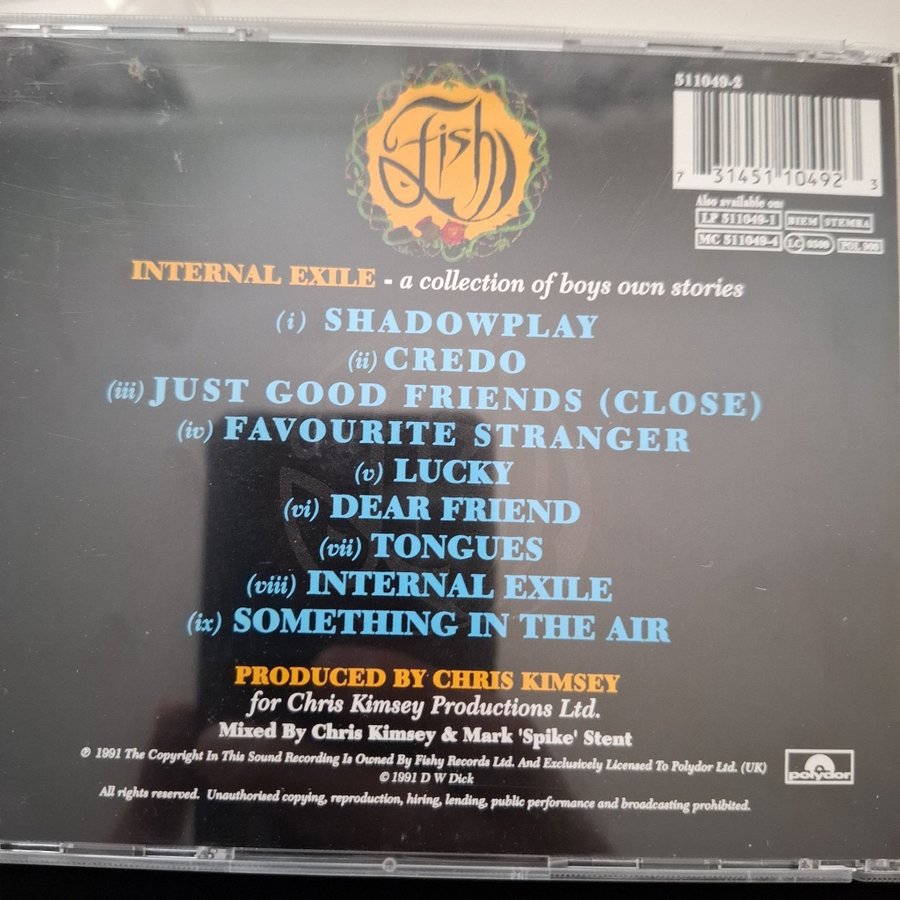 Fish
511049-2
7 31451 10492 3
Also available on:
LP 511049-1 BIEM STEMRA
MC 511049-4 LC 0309 POL 900
INTERNAL EXILE - a collection of boys own stories
(i) SHADOWPLAY
(ii) CREDO
(iii) JUST GOOD FRIENDS (CLOSE)
(iv) FAVOURITE STRANGER
(v) LUCKY
(vi) DEAR FRIEND
(vii) TONGUES
(viii) INTERNAL EXILE
(ix) SOMETHING IN THE AIR
PRODUCED BY CHRIS KIMSEY
for Chris Kimsey Productions Ltd.
Mixed By Chris Kimsey & Mark 'Spike' Stent
℗ 1991 The Copyright In This Sound Recording Is Owned By Fishy Records Ltd. And Exclusively Licensed To Polydor Ltd. (UK)
© 1991 D W Dick
polydor
All rights reserved. Unauthorised copying, reproduction, hiring, lending, public performance and broadcasting prohibited.